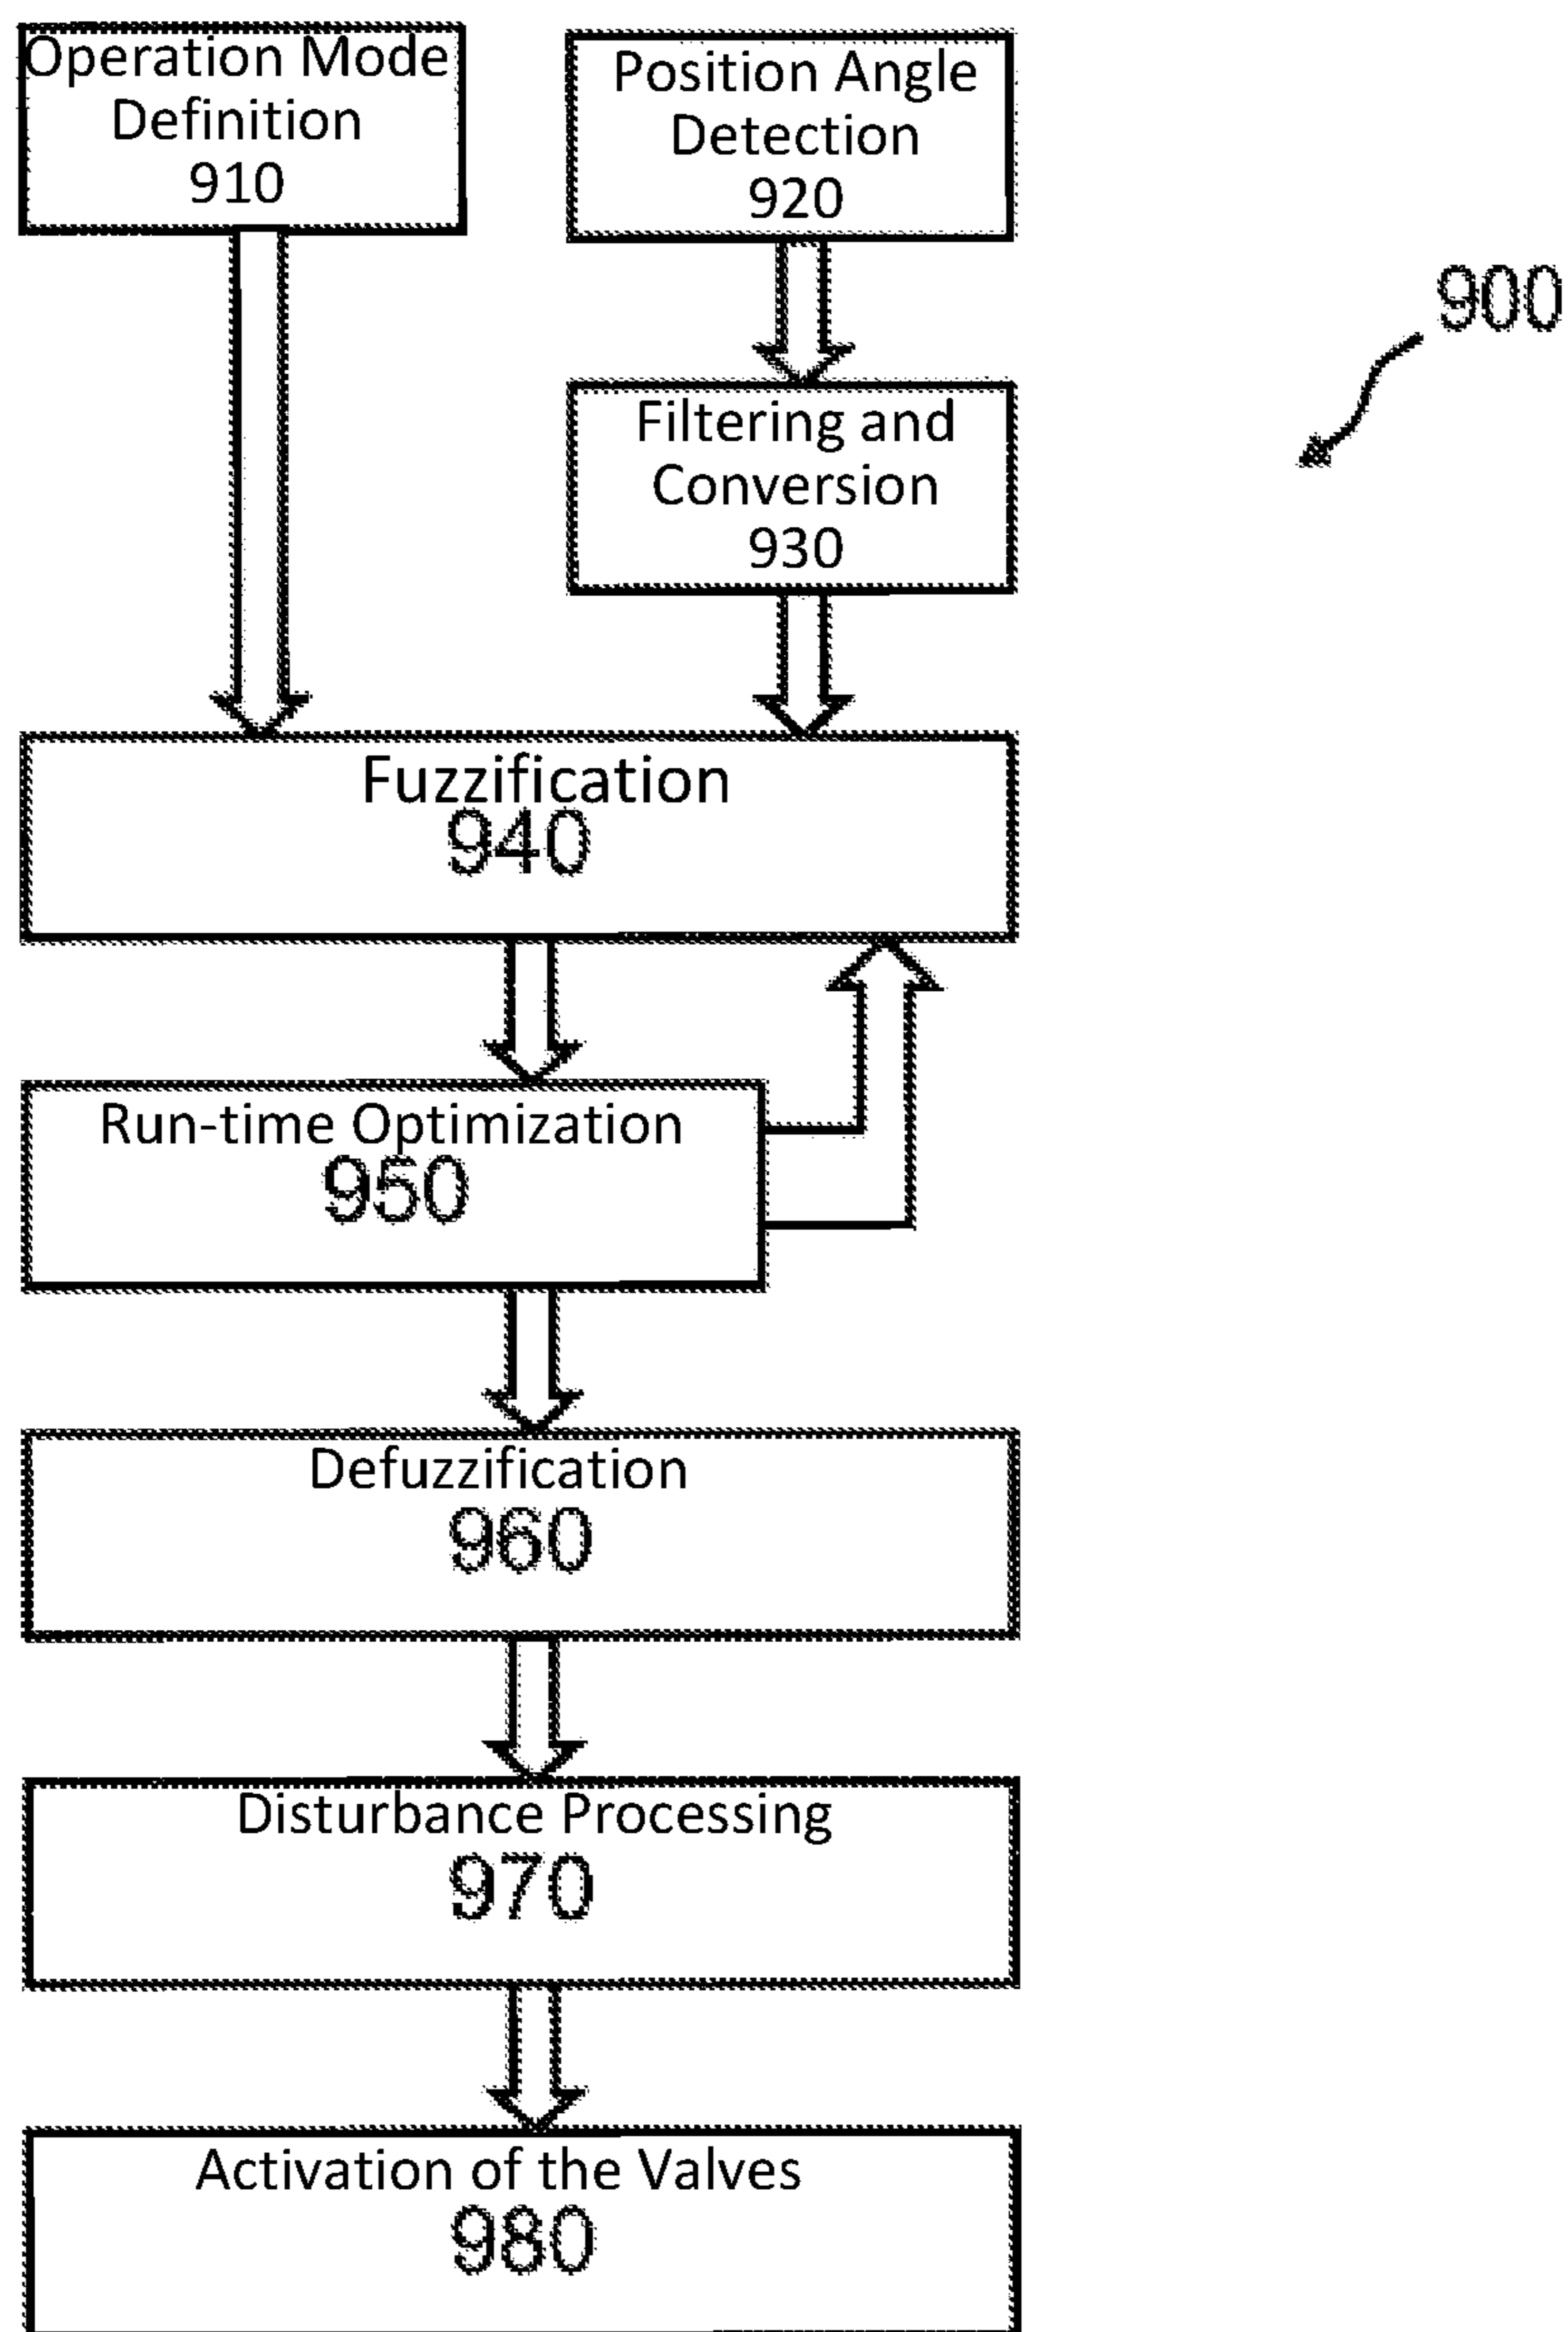 Operation Mode
Definition
910
Position Angle
Detection
920
900
Filtering and
Conversion
930
Fuzzification
940
Run-time Optimization
950
Defuzzification
960
Disturbance Processing
970
Activation of the Valves
980